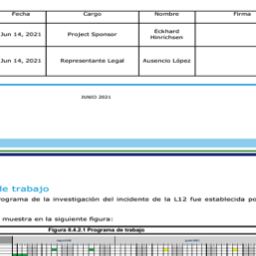 Fecha Cargo Nombre Firma
Jun 14, 2021 Project Sponsor Eckhard Hinrichsen
Jun 14, 2021 Representante Legal Ausencio López
JUNIO 2021
de trabajo
rograma de la investigación del incidente de la L12 fue establecida po
muestra en la siguiente figura:
Figura 8.4.2.1 Programa de trabajo